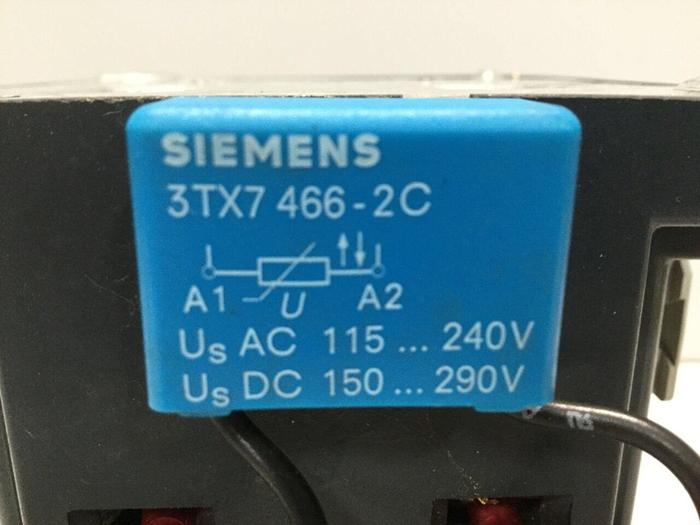 SIEMENS
3TX7 466-2C
A1 U A2
Us AC 115 ... 240V
Us DC 150 ... 290V